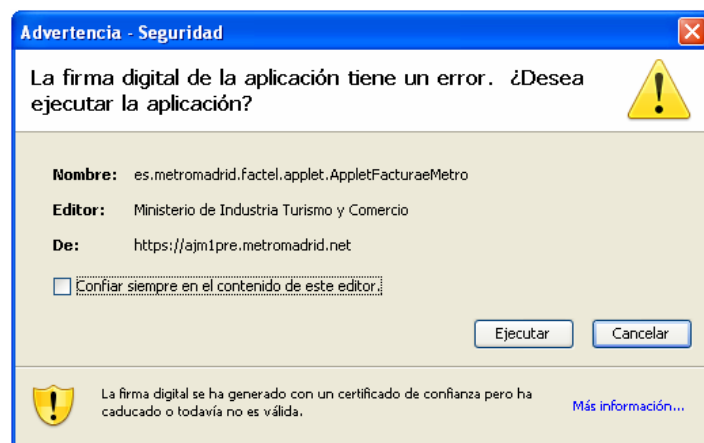 Advertencia - Seguridad
La firma digital de la aplicación tiene un error. ¿Desea
ejecutar la aplicación?
Nombre: es.metromadrid.factel.applet.AppletFacturaeMetro
Editor: Ministerio de Industria Turismo y Comercio
De: https://ajm1pre.metromadrid.net
Confiar siempre en el contenido de este editor.
Ejecutar Cancelar
La firma digital se ha generado con un certificado de confianza pero ha
caducado o todavía no es válida.
Más información...